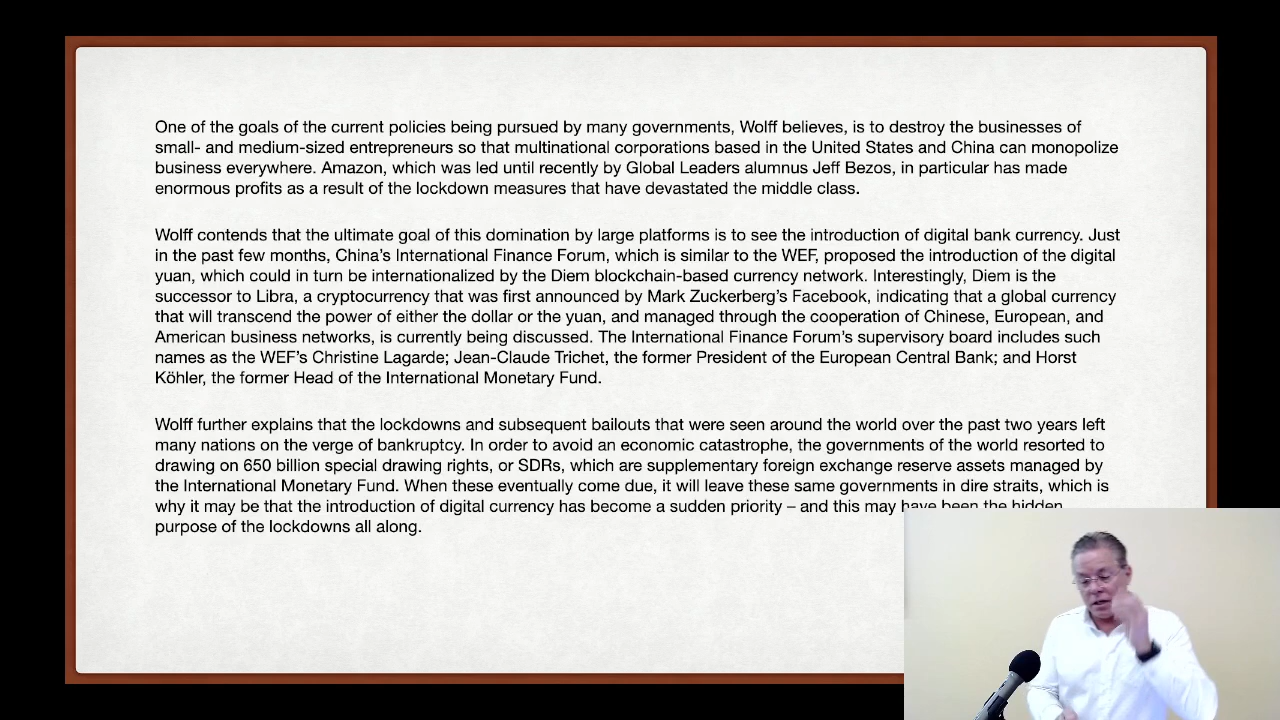 One of the goals of the current policies being pursued by many governments, Wolff believes, is to destroy the businesses of
small- and medium-sized entrepreneurs so that multinational corporations based in the United States and China can monopolize
business everywhere. Amazon, which was led until recently by Global Leaders alumnus Jeff Bezos, in particular has made
enormous profits as a result of the lockdown measures that have devastated the middle class.
Wolff contends that the ultimate goal of this domination by large platforms is to see the introduction of digital bank currency. Just
in the past few months, China’s International Finance Forum, which is similar to the WEF, proposed the introduction of the digital
yuan, which could in turn be internationalized by the Diem blockchain-based currency network. Interestingly, Diem is the
successor to Libra, a cryptocurrency that was first announced by Mark Zuckerberg’s Facebook, indicating that a global currency
that will transcend the power of either the dollar or the yuan, and managed through the cooperation of Chinese, European, and
American business networks, is currently being discussed. The International Finance Forum’s supervisory board includes such
names as the WEF’s Christine Lagarde; Jean-Claude Trichet, the former President of the European Central Bank; and Horst
Köhler, the former Head of the International Monetary Fund.
Wolff further explains that the lockdowns and subsequent bailouts that were seen around the world over the past two years left
many nations on the verge of bankruptcy. In order to avoid an economic catastrophe, the governments of the world resorted to
drawing on 650 billion special drawing rights, or SDRs, which are supplementary foreign exchange reserve assets managed by
the International Monetary Fund. When these eventually come due, it will leave these same governments in dire straits, which is
why it may be that the introduction of digital currency has become a sudden priority – and this may have been the hidden
purpose of the lockdowns all along.